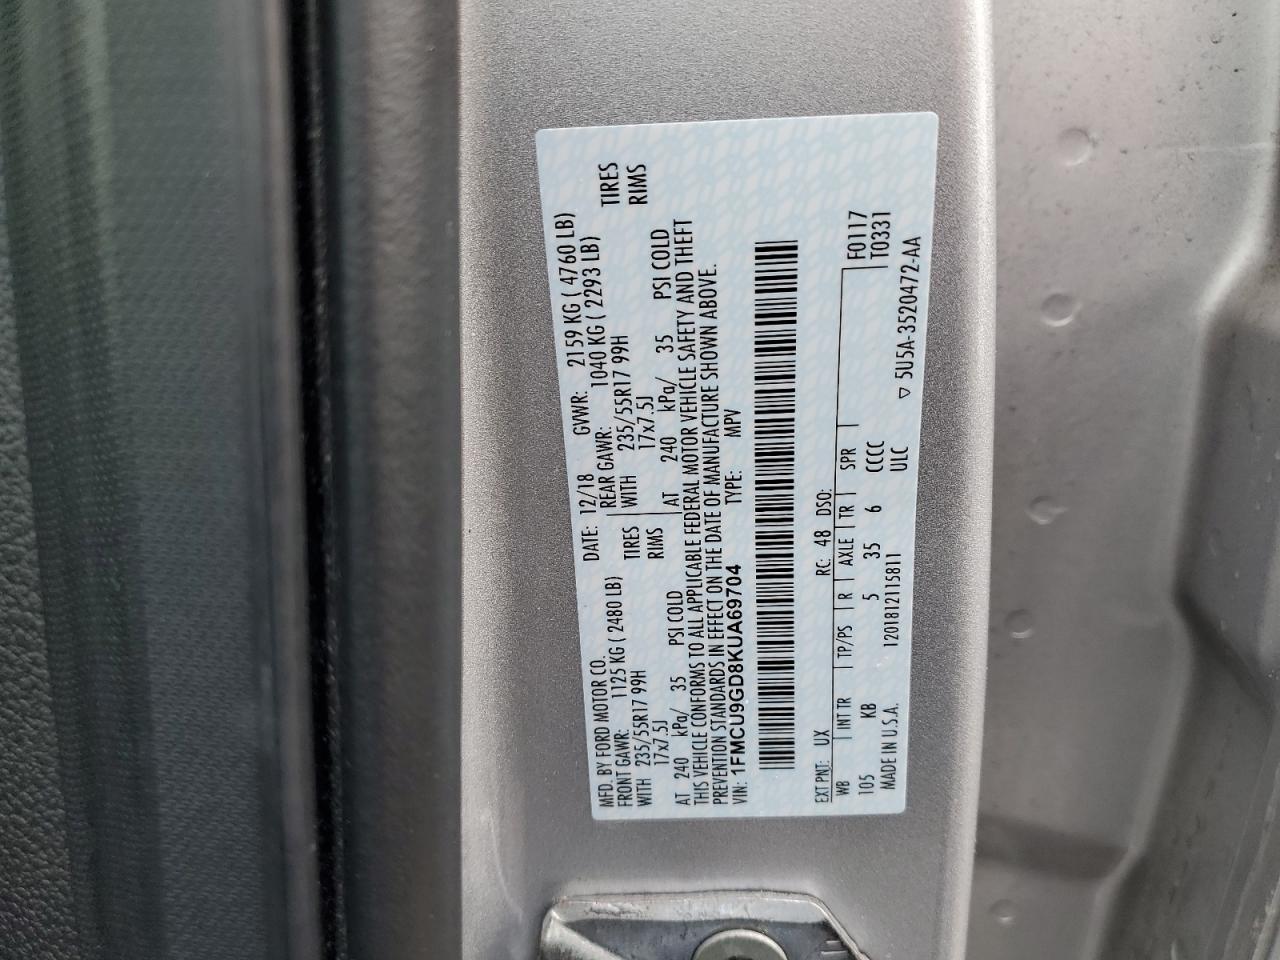 MFD. BY FORD MOTOR CO.
DATE: 12/18 GVWR: 2159 KG ( 4760 LB)
FRONT GAWR: 1125 KG ( 2480 LB)
REAR GAWR: 1040 KG ( 2293 LB)
WITH 235/55R17 99H TIRES
WITH 235/55R17 99H TIRES
17x7.5J RIMS
17x7.5J RIMS
AT 240 kPa/ 35 PSI COLD
AT 240 kPa/ 35 PSI COLD
THIS VEHICLE CONFORMS TO ALL APPLICABLE FEDERAL MOTOR VEHICLE SAFETY AND THEFT
PREVENTION STANDARDS IN EFFECT ON THE DATE OF MANUFACTURE SHOWN ABOVE.
VIN: 1FMCU9GD8KUA69704 TYPE: MPV
EXT PNT: UX RC: 48 DSO:
WB INT TR TP/PS R AXLE TR SPR F0117
105 KB 5 35 6 CCCC T0331
MADE IN U.S.A. 1201812115811 ULC
▽ 5U5A-3520472-AA